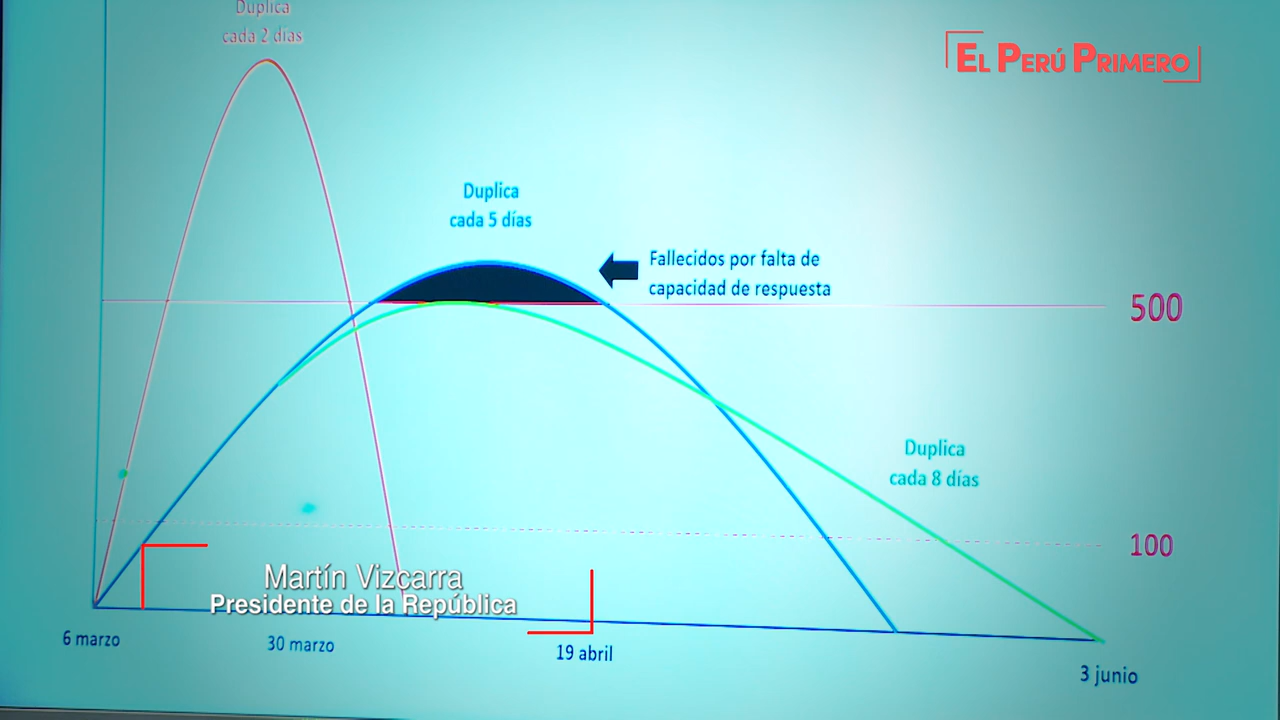 Duplica
cada 2 días
EL PERÚ PRIMERO
Duplica
cada 5 días
Fallecidos por falta de
capacidad de respuesta
500
Duplica
cada 8 días
100
Martín Vizcarra
Presidente de la República
6 marzo
30 marzo
19 abril
3 junio